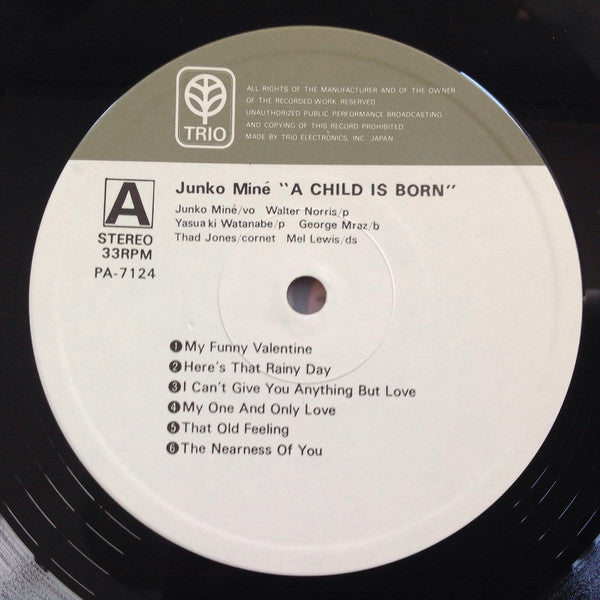 TRIO
ALL RIGHTS OF THE MANUFACTURER AND OF THE OWNER
OF THE RECORDED WORK RESERVED
UNAUTHORIZED PUBLIC PERFORMANCE BROADCASTING
AND COPYING OF THIS RECORD PROHIBITED
MADE BY TRIO ELECTRONICS, INC. JAPAN
A
STEREO
33RPM
PA-7124
Junko Miné "A CHILD IS BORN"
Junko Miné/vo Walter Norris/p
Yasuaki Watanabe/p George Mraz/b
Thad Jones/cornet Mel Lewis/ds
❶My Funny Valentine
❷Here's That Rainy Day
❸I Can't Give You Anything But Love
❹My One And Only Love
❺That Old Feeling
❻The Nearness Of You